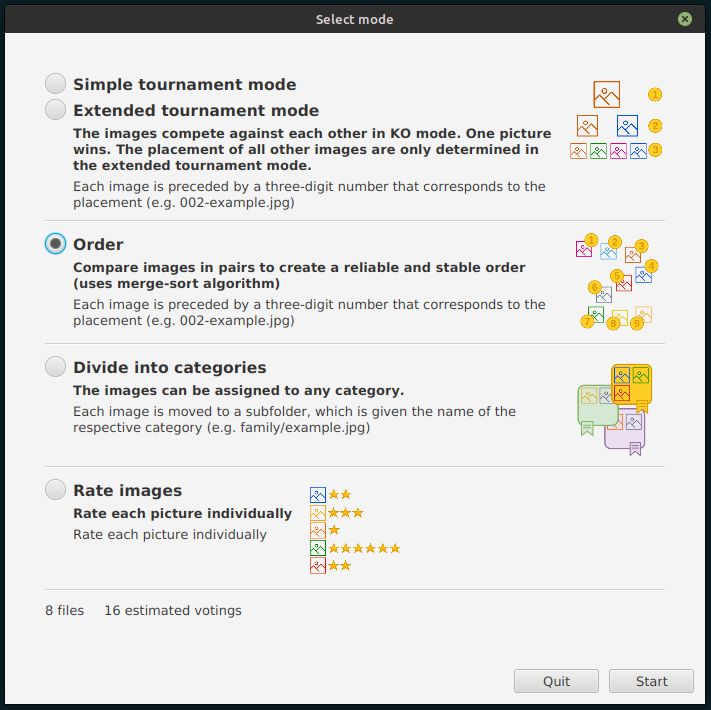 Select mode
Simple tournament mode
Extended tournament mode
The images compete against each other in KO mode. One picture
wins. The placement of all other images are only determined in
the extended tournament mode.
Each image is preceded by a three-digit number that corresponds to the
placement (e.g. 002-example.jpg)
1
2
3
Order
Compare images in pairs to create a reliable and stable order
(uses merge-sort algorithm)
Each image is preceded by a three-digit number that corresponds to the
placement (e.g. 002-example.jpg)
1
2
3
4
5
6
7
8
9
Divide into categories
The images can be assigned to any category.
Each image is moved to a subfolder, which is given the name of the
respective category (e.g. family/example.jpg)
Rate images
Rate each picture individually
Rate each picture individually
8 files 16 estimated votings
Quit Start